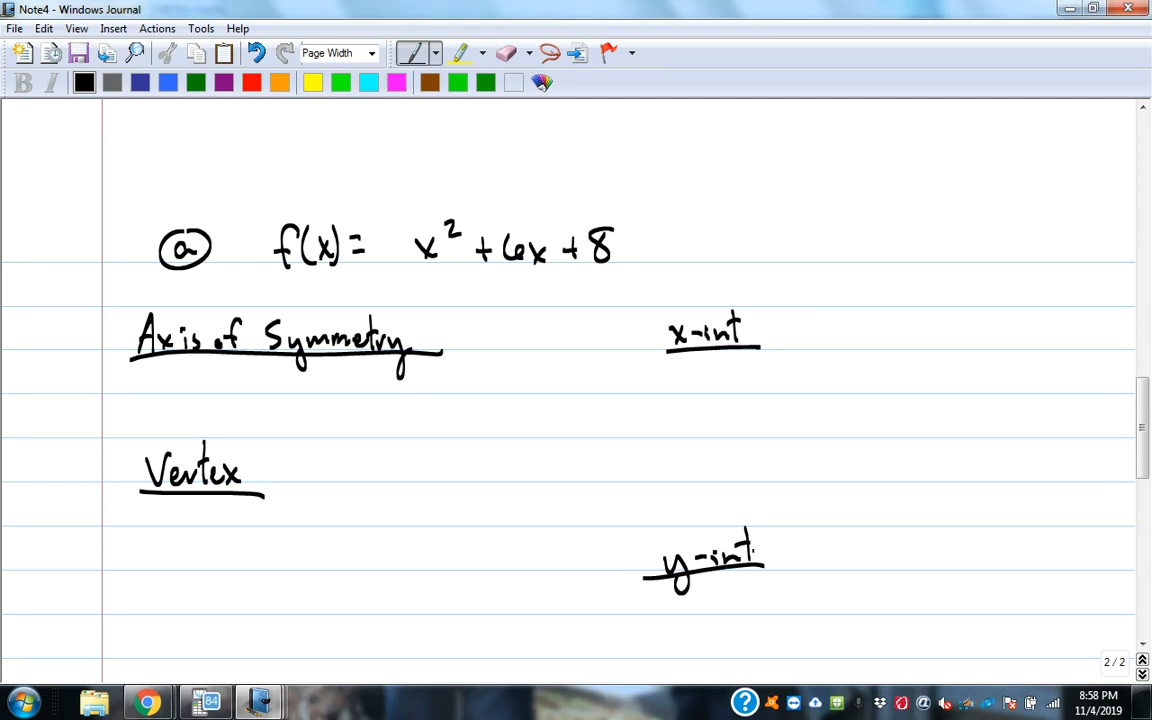 Note4 - Windows Journal
File Edit View Insert Actions Tools Help
Page Width
B I
ⓐ f(x) = x² + 6x + 8
Axis of Symmetry
x-int
Vertex
y-int
2 / 2
84
8:58 PM
11/4/2019